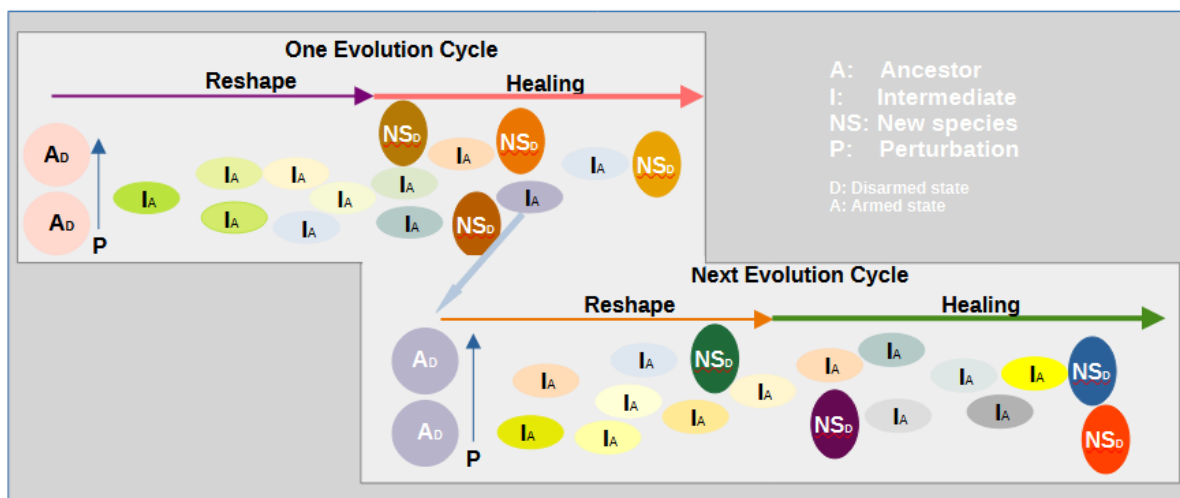 One Evolution Cycle
Reshape
Healing
A: Ancestor
I: Intermediate
NS: New species
P: Perturbation
D: Disarmed state
A: Armed state
AD
AD
P
IA
IA
IA
IA
IA
IA
IA
IA
NSD
IA
NSD
NSD
IA
IA
NSD
Next Evolution Cycle
Reshape
Healing
AD
AD
P
IA
IA
IA
IA
IA
IA
NSD
IA
IA
IA
NSD
IA
IA
IA
IA
NSD
NSD